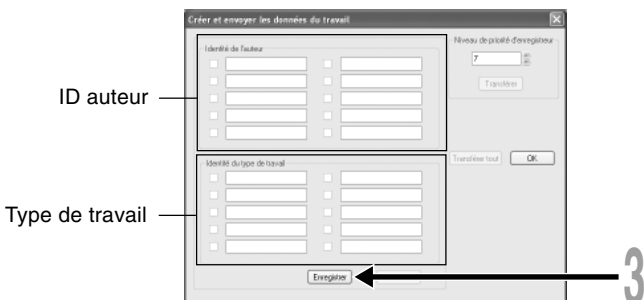 Créer et envoyer les données du travail
Identité de l'auteur
Niveau de priorité d'enregistreur
7
Transférer
ID auteur
Transfère tout
OK
Identité du type de travail
Type de travail
Enregistrer
3